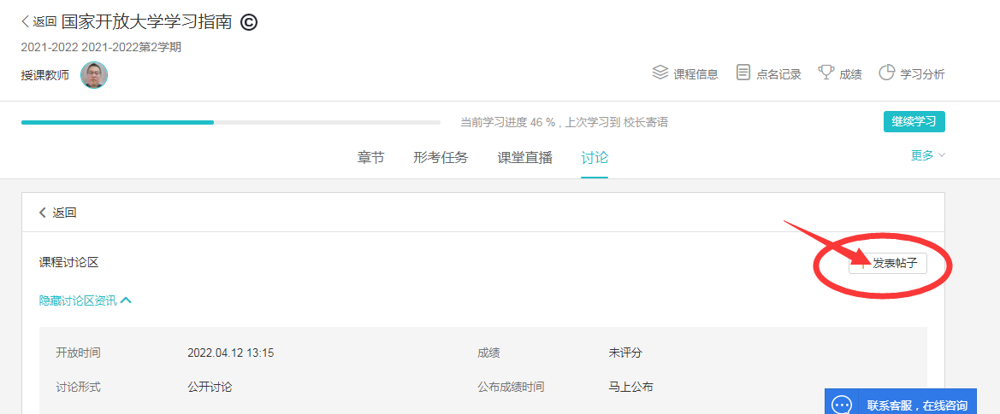 返回 国家开放大学学习指南 ©
2021-2022 2021-2022第2学期
授课教师
课程信息 点名记录 成绩 学习分析
当前学习进度 46 % , 上次学习到 校长寄语
继续学习
章节 形考任务 课堂直播 讨论
更多
返回
课程讨论区
发表帖子
隐藏讨论区资讯
开放时间 2022.04.12 13:15 成绩 未评分
讨论形式 公开讨论 公布成绩时间 马上公布
联系客服，在线咨询